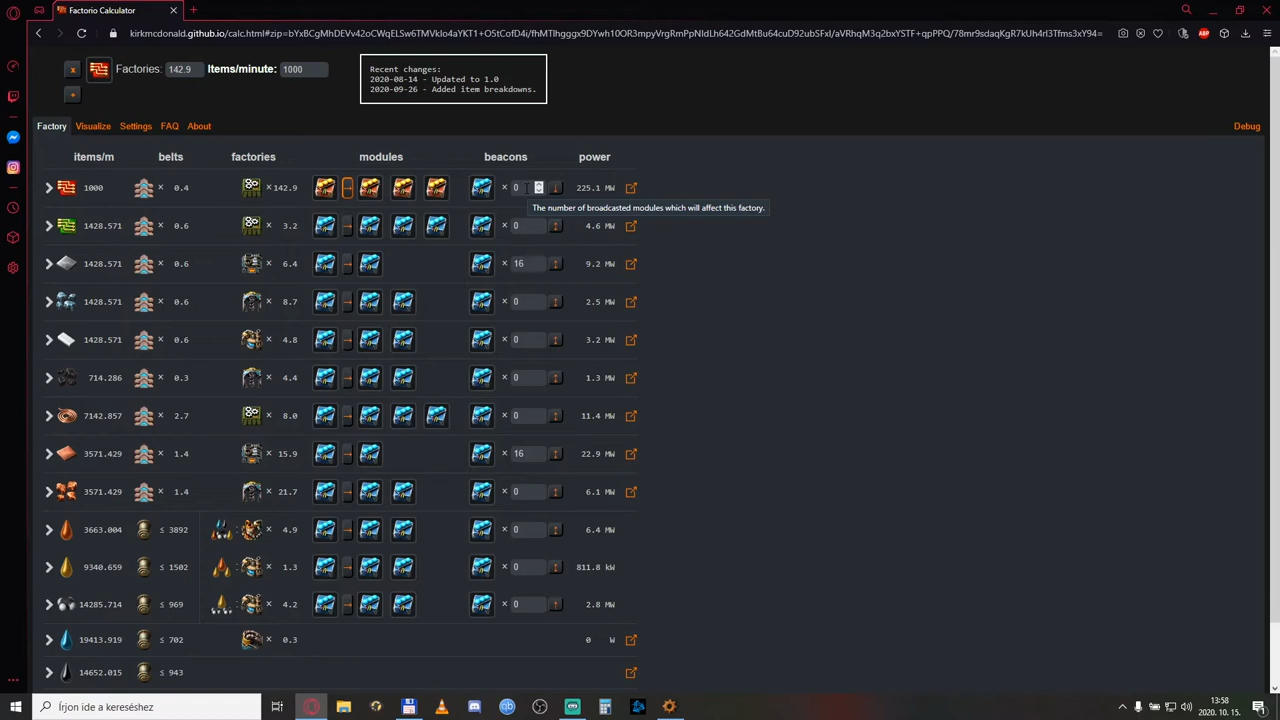 Factorio Calculator
kirkmcdonald.github.io/calc.html#zip=bYxBCgMhDEVv42oCWqELSw6TMVklo4aYKT1+O5tCofD4i/fhMTlhgggx9DYwh10OR3mpyVrgRmPpNldLh642GdMtBu64cuD92ubSFxI/aVRhqM3q2bxYSTF+qpPPQ/78mr9sdaqKgR7kUh4rI3Tfms3xY94=
x Factories: 142.9 Items/minute: 1000
+
Recent changes:
2020-08-14 - Updated to 1.0
2020-09-26 - Added item breakdowns.
Factory Visualize Settings FAQ About Debug
items/m belts factories modules beacons power
1000 × 0.4 ×142.9 × 0 225.1 MW
The number of broadcasted modules which will affect this factory.
1428.571 × 0.6 × 3.2 × 0 4.6 MW
1428.571 × 0.6 × 6.4 × 16 9.2 MW
1428.571 × 0.6 × 8.7 × 0 2.5 MW
1428.571 × 0.6 × 4.8 × 0 3.2 MW
714.286 × 0.3 × 4.4 × 0 1.3 MW
7142.857 × 2.7 × 8.0 × 0 11.4 MW
3571.429 × 1.4 × 15.9 × 16 22.9 MW
3571.429 × 1.4 × 21.7 × 0 6.1 MW
3663.004 ≤ 3892 : × 4.9 × 0 6.4 MW
9340.659 ≤ 1502 : × 1.3 × 0 811.8 kW
14285.714 ≤ 969 : × 4.2 × 0 2.8 MW
19413.919 ≤ 702 × 0.3 0 W
14652.015 ≤ 943
Írjon ide a kereséshez
13:58
2020. 10. 15.